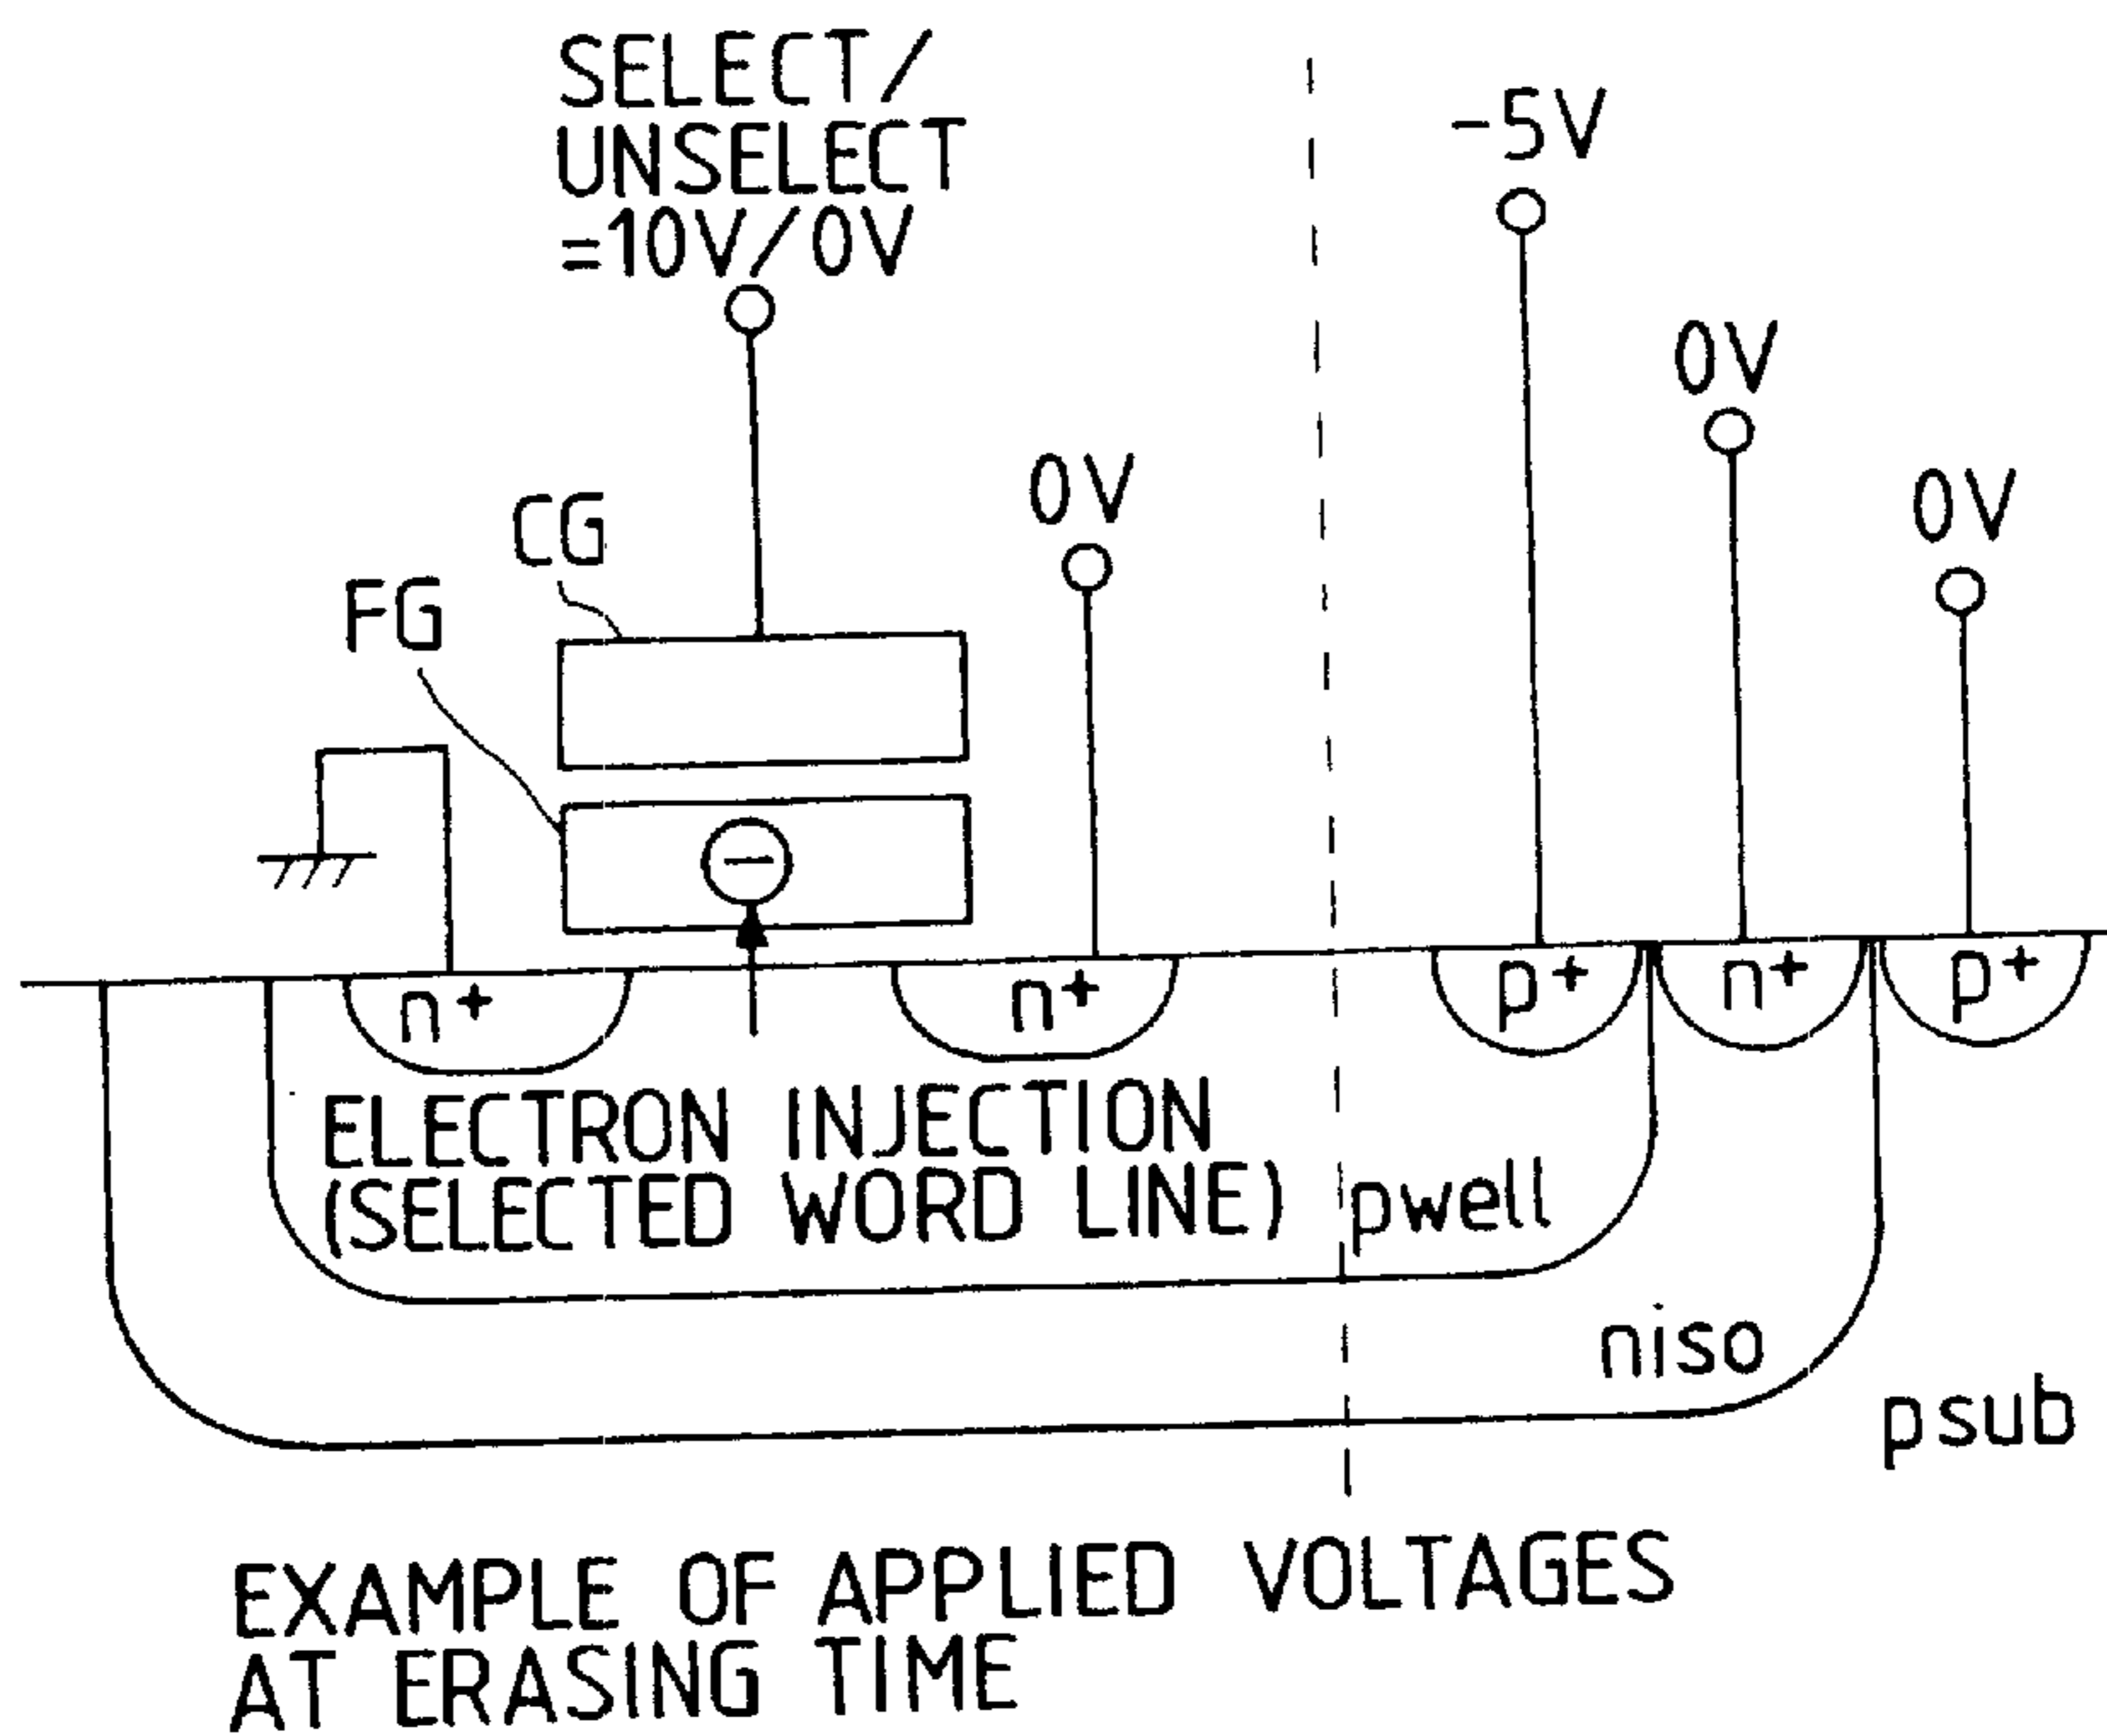 SELECT/
UNSELECT
=10V/0V
-5V
0V
0V
0V
CG
FG
n+
n+
p+
n+
p+
ELECTRON INJECTION
(SELECTED WORD LINE)
pwell
niso
psub
EXAMPLE OF APPLIED VOLTAGES
AT ERASING TIME